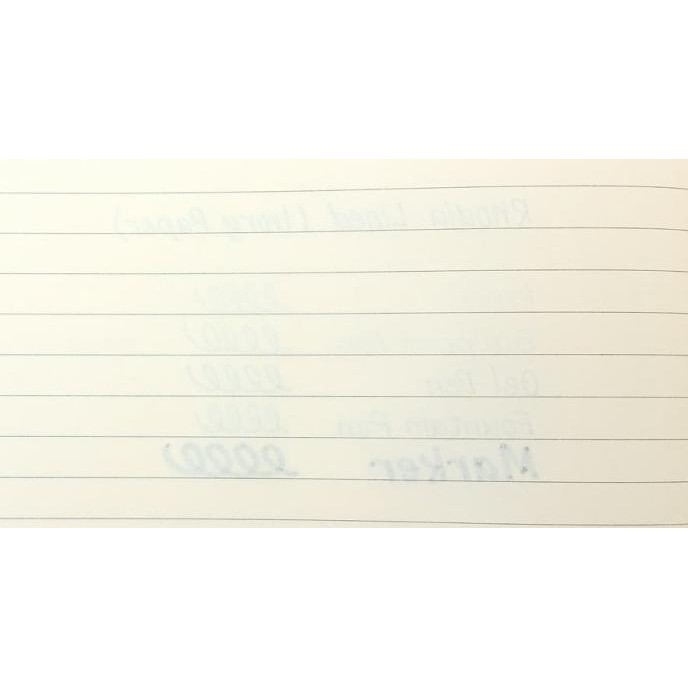 Rhodia Lined (Ivory Paper)
Gel Pen
Fountain Pen
Marker